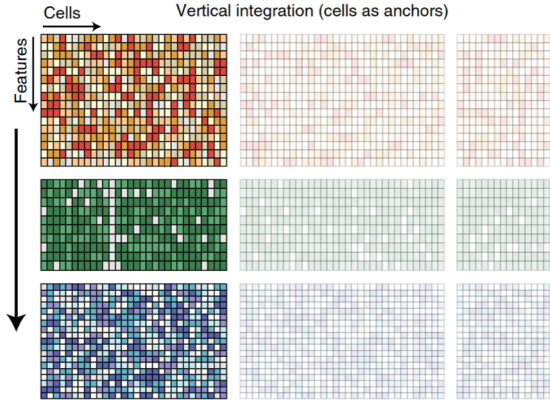 Cells
Vertical integration (cells as anchors)
Features